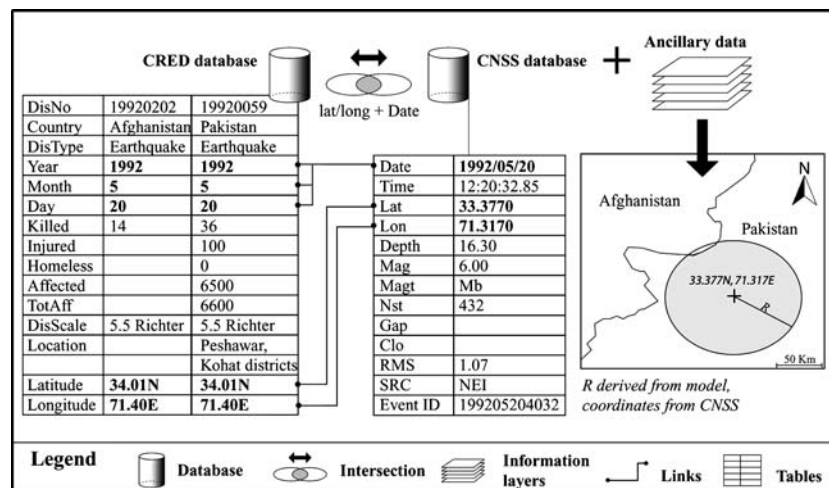 CRED database
CNSS database
Ancillary data
lat/long + Date
DisNo 19920202 19920059
Country Afghanistan Pakistan
DisType Earthquake Earthquake
Year 1992 1992
Month 5 5
Day 20 20
Killed 14 36
Injured 100
Homeless 0
Affected 6500
TotAff 6600
DisScale 5.5 Richter 5.5 Richter
Location Peshawar,
Kohat districts
Latitude 34.01N 34.01N
Longitude 71.40E 71.40E
Date 1992/05/20
Time 12:20:32.85
Lat 33.3770
Lon 71.3170
Depth 16.30
Mag 6.00
Magt Mb
Nst 432
Gap
Clo
RMS 1.07
SRC NEI
Event ID 199205204032
N
Afghanistan
Pakistan
33.377N, 71.317E
R
50 Km
R derived from model,
coordinates from CNSS
Legend
Database
Intersection
Information
layers
Links
Tables